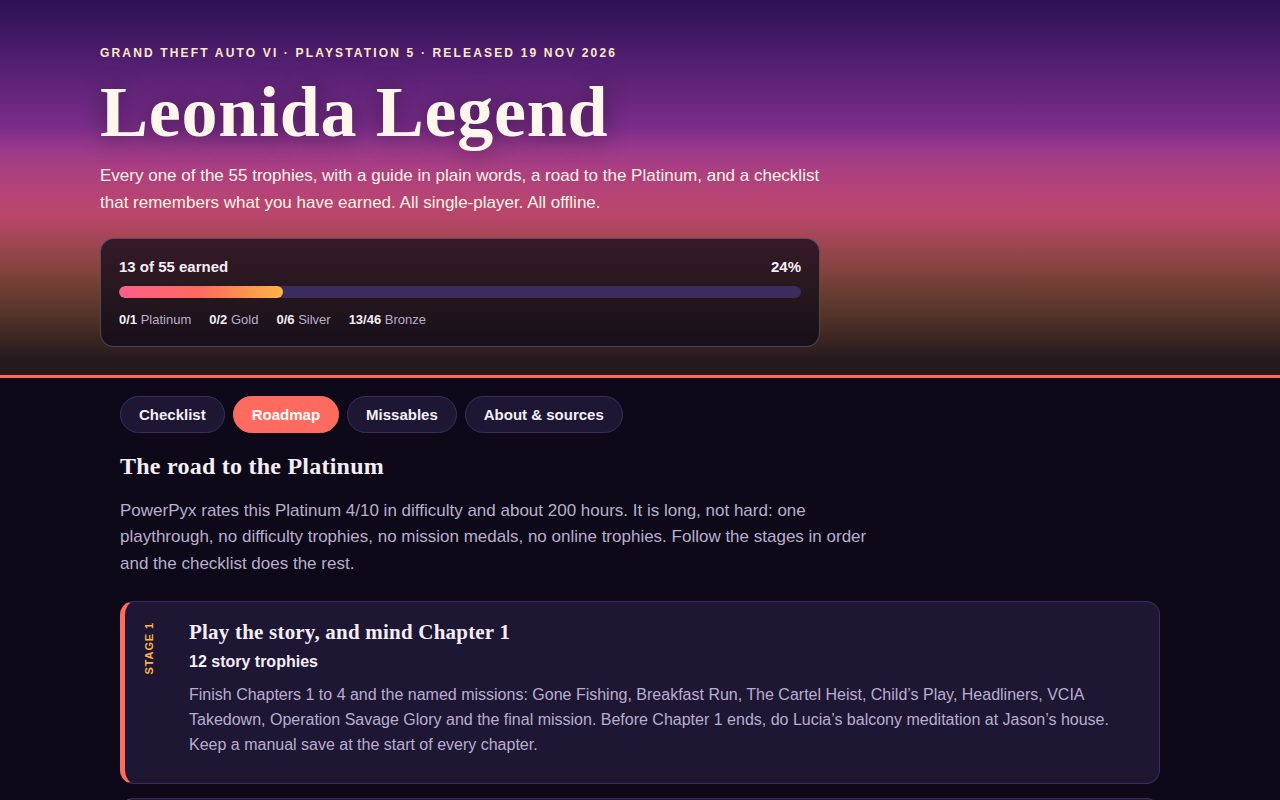 GRAND THEFT AUTO VI · PLAYSTATION 5 · RELEASED 19 NOV 2026
Leonida Legend
Every one of the 55 trophies, with a guide in plain words, a road to the Platinum, and a checklist
that remembers what you have earned. All single-player. All offline.
13 of 55 earned 24%
0/1 Platinum 0/2 Gold 0/6 Silver 13/46 Bronze
Checklist Roadmap Missables About & sources
The road to the Platinum
PowerPyx rates this Platinum 4/10 in difficulty and about 200 hours. It is long, not hard: one
playthrough, no difficulty trophies, no mission medals, no online trophies. Follow the stages in order
and the checklist does the rest.
STAGE 1
Play the story, and mind Chapter 1
12 story trophies
Finish Chapters 1 to 4 and the named missions: Gone Fishing, Breakfast Run, The Cartel Heist, Child’s Play, Headliners, VCIA
Takedown, Operation Savage Glory and the final mission. Before Chapter 1 ends, do Lucia’s balcony meditation at Jason’s house.
Keep a manual save at the start of every chapter.